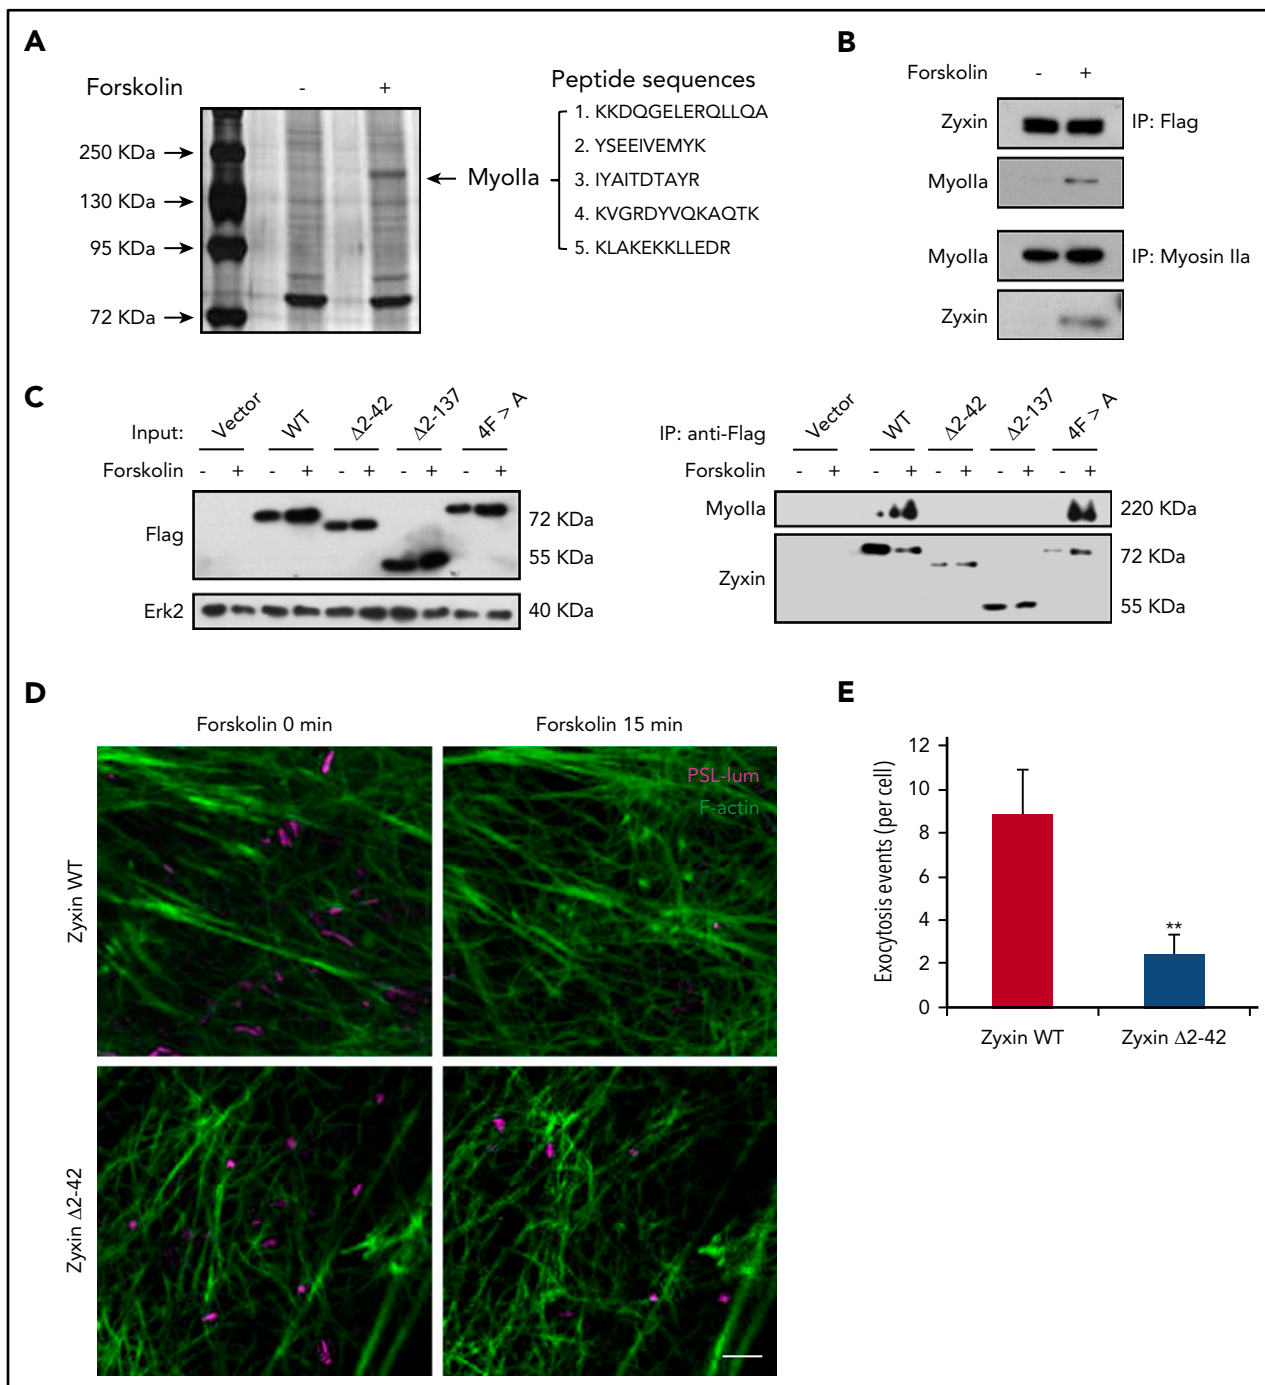 A
Forskolin - +
250 KDa
130 KDa
95 KDa
72 KDa
MyoIIa
Peptide sequences
1. KKDQGELERQLLQA
2. YSEEIVEMYK
3. IYAITDTAYR
4. KVGRDYVQKAQTK
5. KLAKEKKLLEDR
B
Forskolin - +
Zyxin IP: Flag
MyoIIa
MyoIIa IP: Myosin IIa
Zyxin
C
Input: Vector WT Δ2-42 Δ2-137 4F > A
Forskolin - + - + - + - + - +
Flag 72 KDa
55 KDa
Erk2 40 KDa
IP: anti-Flag Vector WT Δ2-42 Δ2-137 4F > A
Forskolin - + - + - + - + - +
MyoIIa 220 KDa
Zyxin 72 KDa
55 KDa
D
Forskolin 0 min Forskolin 15 min
PSL-lum
F-actin
Zyxin WT
Zyxin Δ2-42
E
Exocytosis events (per cell)
12
10
8
6
4
2
0
**
Zyxin WT Zyxin Δ2-42